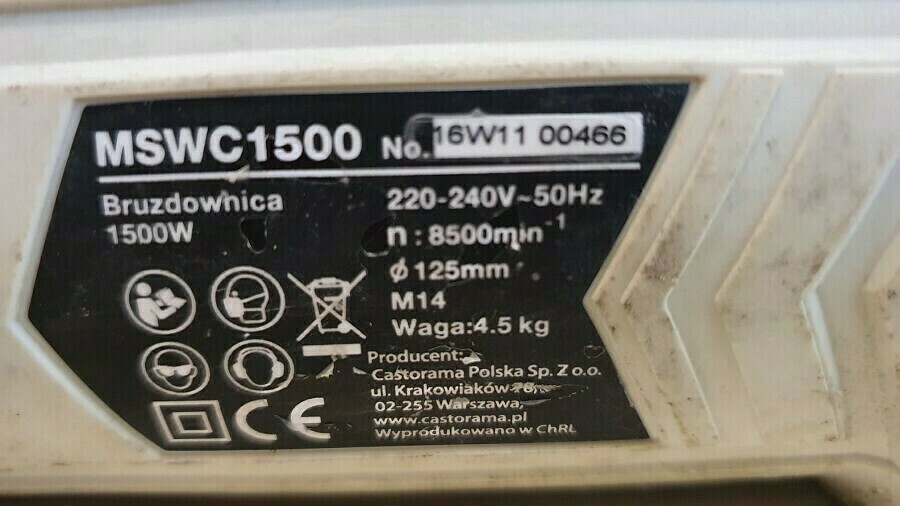 MSWC1500 No. 16W11 00466
Bruzdownica
1500W
220-240V~50Hz
n : 8500min-1
ϕ 125mm
M14
Waga:4.5 kg
Producent:
Castorama Polska Sp. Z o.o.
ul. Krakowiaków 78,
02-255 Warszawa,
www.castorama.pl
Wyprodukowano w ChRL
CE